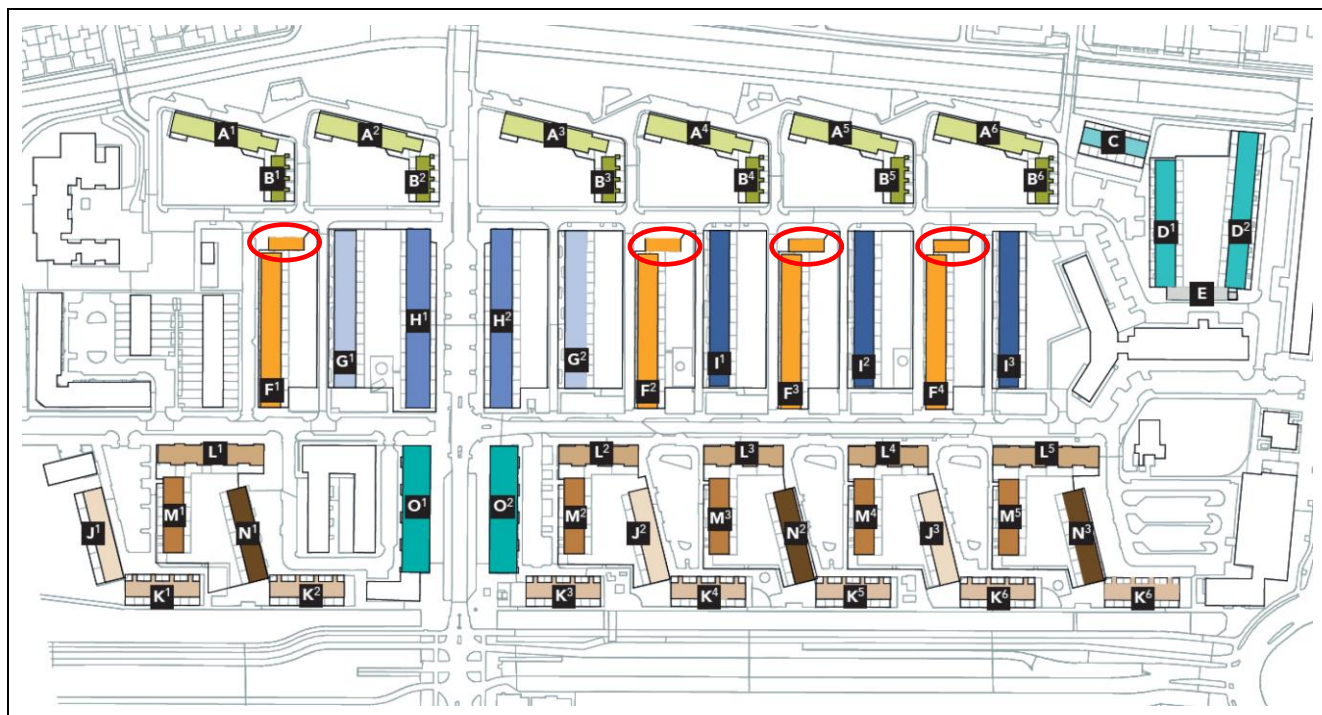 A1 A2 A3 A4 A5 A6 C
B1 B2 B3 B4 B5 B6
D1 D2
E
H1 H2
G1 G2 I1 I2 I3
F1 F2 F3 F4
L1 L2 L3 L4 L5
O1 O2
M1 M2 M3 M4 M5
J1 N1 J2 N2 J3 N3
K1 K2 K3 K4 K5 K6 K6